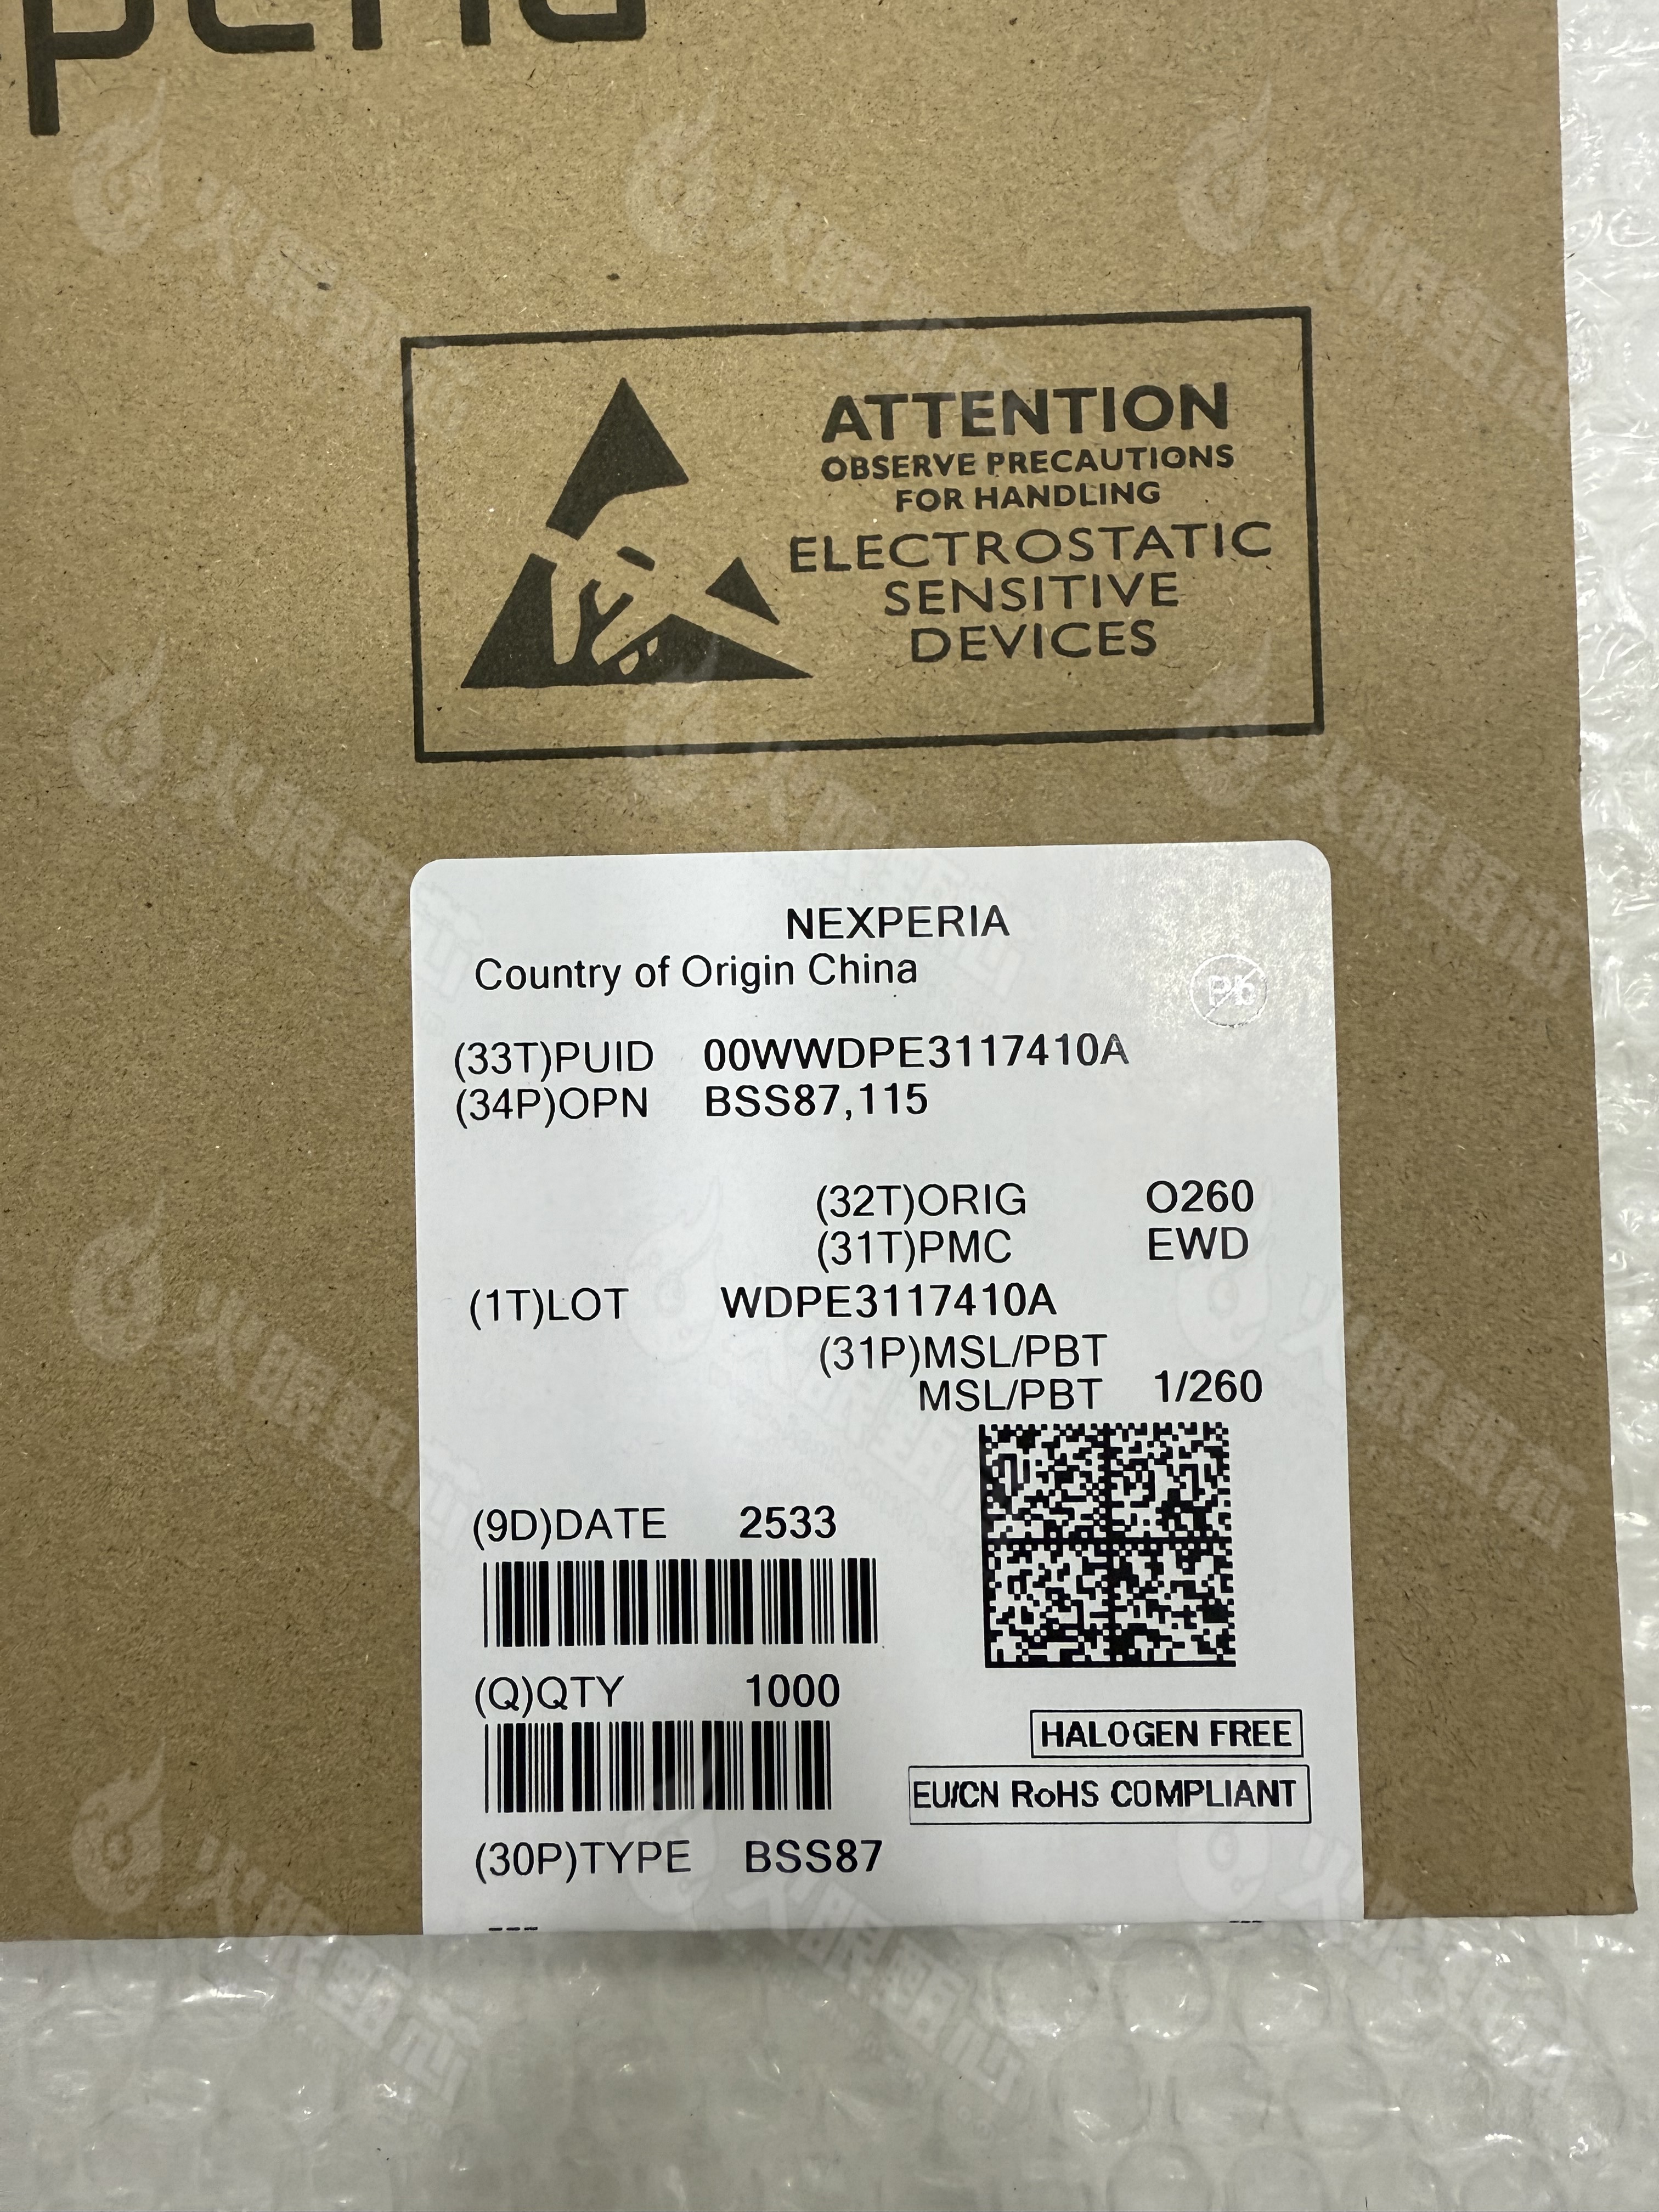 ATTENTION
OBSERVE PRECAUTIONS
FOR HANDLING
ELECTROSTATIC
SENSITIVE
DEVICES
NEXPERIA
Country of Origin China
Pb
(33T)PUID 00WWDPE3117410A
(34P)OPN BSS87,115
(32T)ORIG O260
(31T)PMC EWD
(1T)LOT WDPE3117410A
(31P)MSL/PBT
MSL/PBT 1/260
(9D)DATE 2533
(Q)QTY 1000
HALOGEN FREE
EU/CN RoHS COMPLIANT
(30P)TYPE BSS87